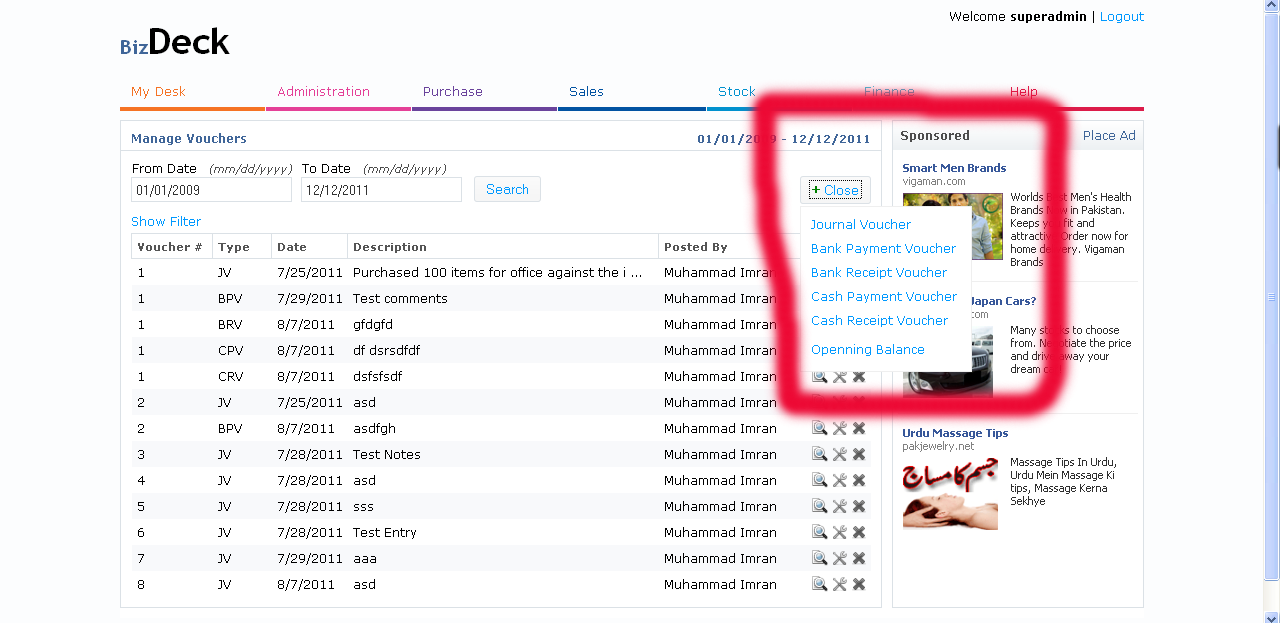 Welcome superadmin | Logout
BizDeck
My Desk Administration Purchase Sales Stock Finance Help
Manage Vouchers 01/01/2009 - 12/12/2011
From Date (mm/dd/yyyy) To Date (mm/dd/yyyy)
01/01/2009 12/12/2011 Search + Close
Show Filter
Voucher # Type Date Description Posted By
1 JV 7/25/2011 Purchased 100 items for office against the i ... Muhammad Imran
1 BPV 7/29/2011 Test comments Muhammad Imran
1 BRV 8/7/2011 gfdgfd Muhammad Imran
1 CPV 8/7/2011 df dsrsdfdf Muhammad Imran
1 CRV 8/7/2011 dsfsfsdf Muhammad Imran
2 JV 7/25/2011 asd Muhammad Imran
2 BPV 8/7/2011 asdfgh Muhammad Imran
3 JV 7/28/2011 Test Notes Muhammad Imran
4 JV 7/28/2011 asd Muhammad Imran
5 JV 7/28/2011 sss Muhammad Imran
6 JV 7/28/2011 Test Entry Muhammad Imran
7 JV 7/29/2011 aaa Muhammad Imran
8 JV 8/7/2011 asd Muhammad Imran
Journal Voucher
Bank Payment Voucher
Bank Receipt Voucher
Cash Payment Voucher
Cash Receipt Voucher
Openning Balance
Sponsored Place Ad
Smart Men Brands
vigaman.com
Worlds Best Men's Health
Brands Now in Pakistan.
Keeps you fit and
attractive. Order now for
home delivery. Vigaman
Brands
Japan Cars?
com
Many stocks to choose
from. Negotiate the price
and drive away your
dream car
Urdu Massage Tips
pakjewelry.net
جسم کا مساج
Massage Tips In Urdu,
Urdu Mein Massage Ki
tips, Massage Kerna
Sekhye